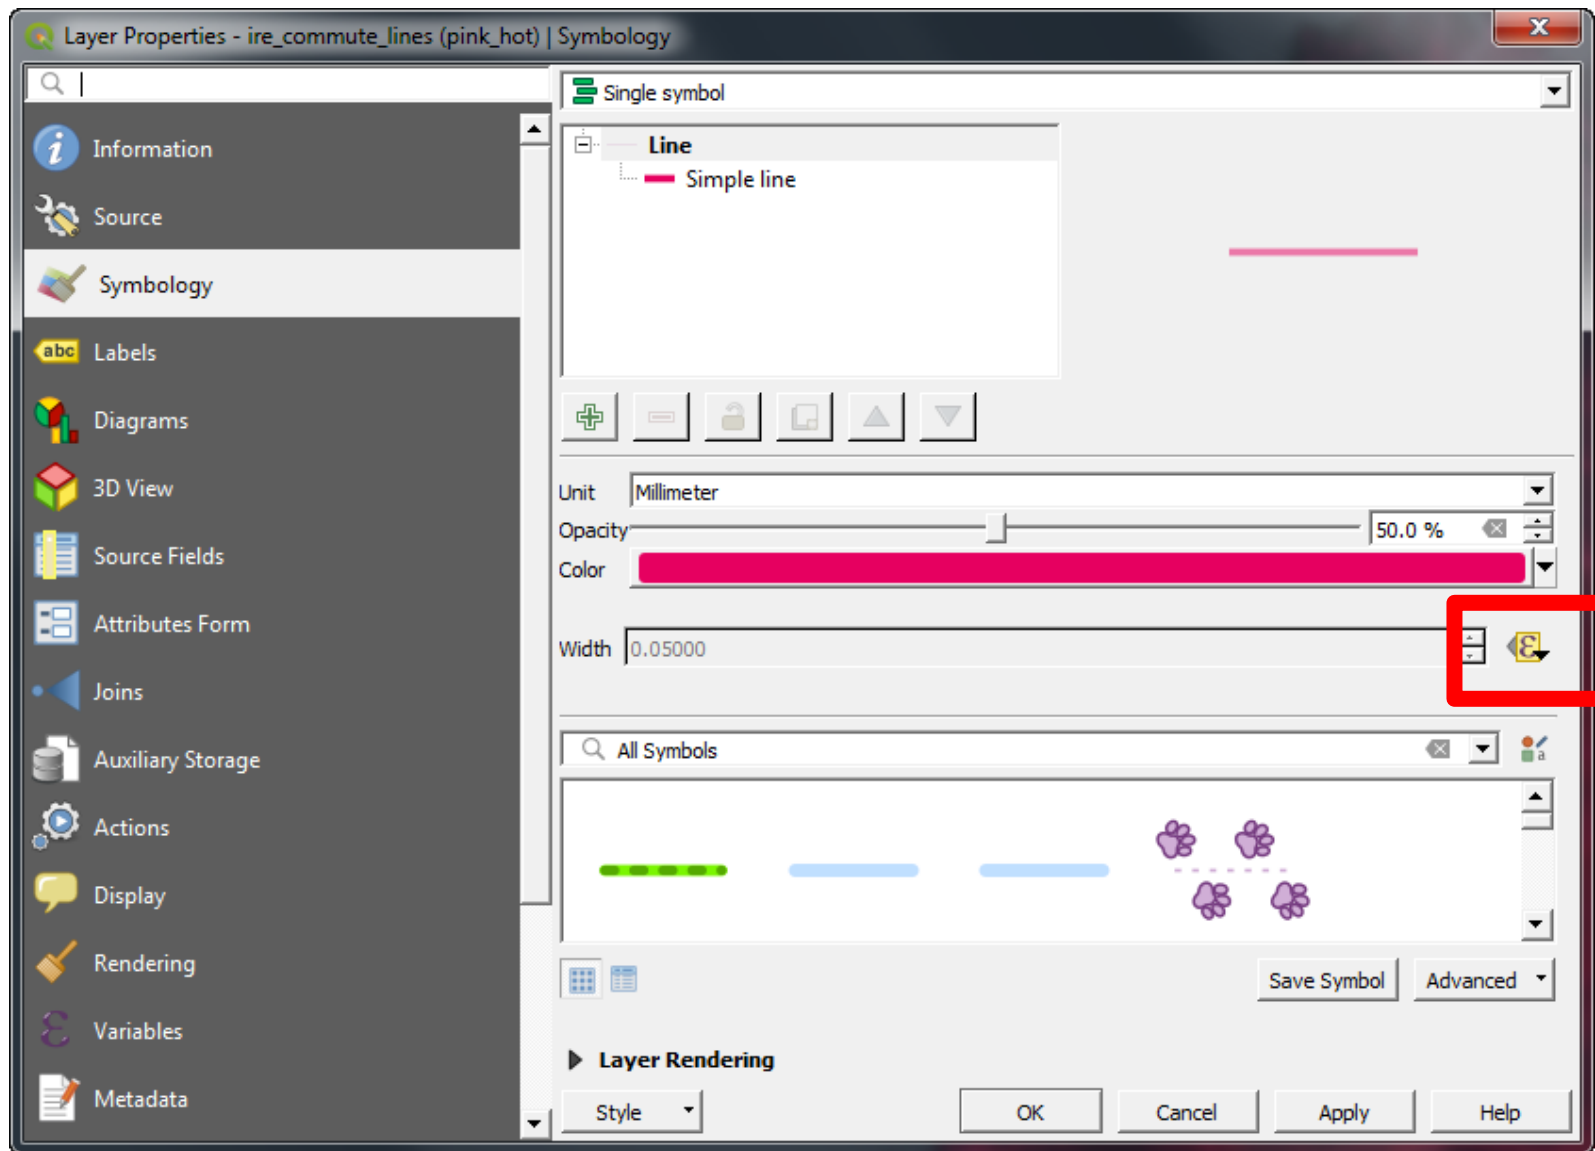 Layer Properties - ire_commute_lines (pink_hot) | Symbology
Information
Source
Symbology
abc Labels
Diagrams
3D View
Source Fields
Attributes Form
Joins
Auxiliary Storage
Actions
Display
Rendering
Variables
Metadata
Single symbol
Line
Simple line
Unit Millimeter
Opacity 50.0 %
Color
Width 0.05000
ε
All Symbols
a
Save Symbol Advanced
Layer Rendering
Style OK Cancel Apply Help